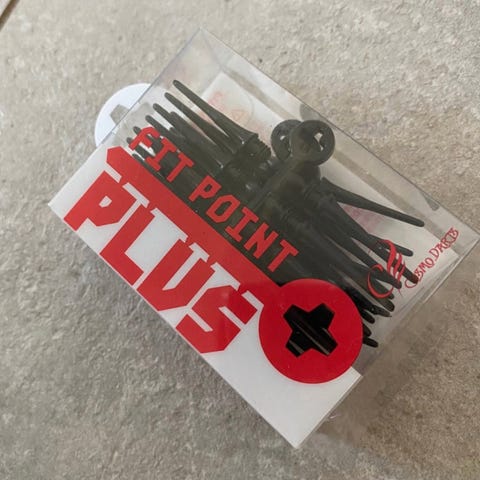 FIT POINT
PLUS
COSMO DARTS